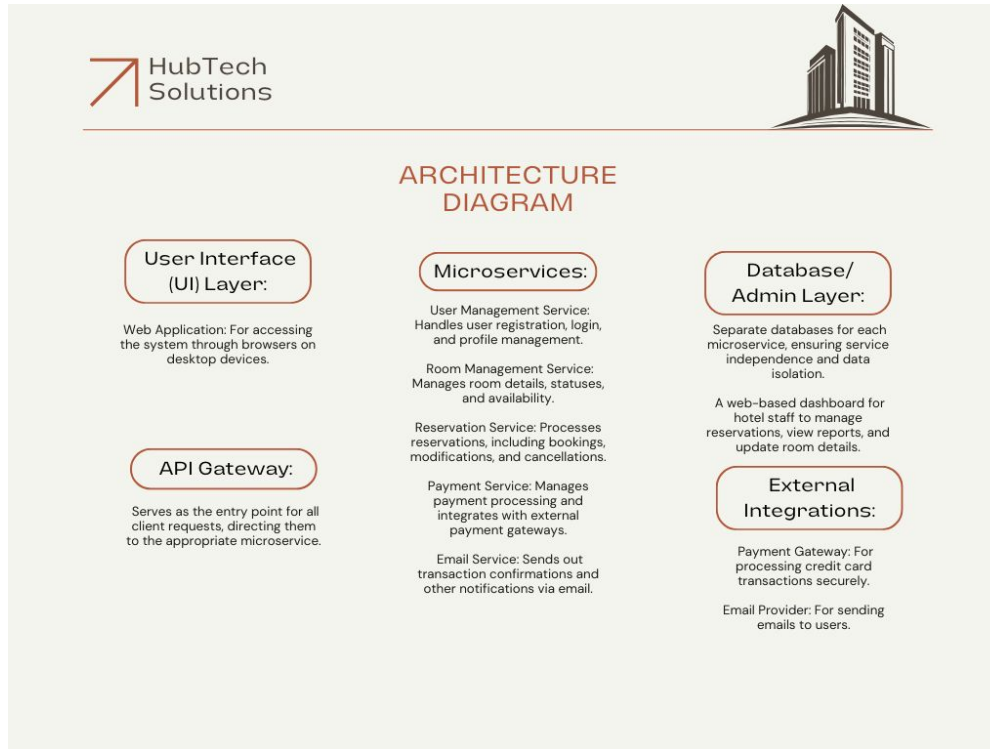 HubTech
Solutions
ARCHITECTURE
DIAGRAM
User Interface
(UI) Layer:
Web Application: For accessing
the system through browsers on
desktop devices.
API Gateway:
Serves as the entry point for all
client requests, directing them
to the appropriate microservice.
Microservices:
User Management Service:
Handles user registration, login,
and profile management.
Room Management Service:
Manages room details, statuses,
and availability.
Reservation Service: Processes
reservations, including bookings,
modifications, and cancellations.
Payment Service: Manages
payment processing and
integrates with external
payment gateways.
Email Service: Sends out
transaction confirmations and
other notifications via email.
Database/
Admin Layer:
Separate databases for each
microservice, ensuring service
independence and data
isolation.
A web-based dashboard for
hotel staff to manage
reservations, view reports, and
update room details.
External
Integrations:
Payment Gateway: For
processing credit card
transactions securely.
Email Provider: For sending
emails to users.